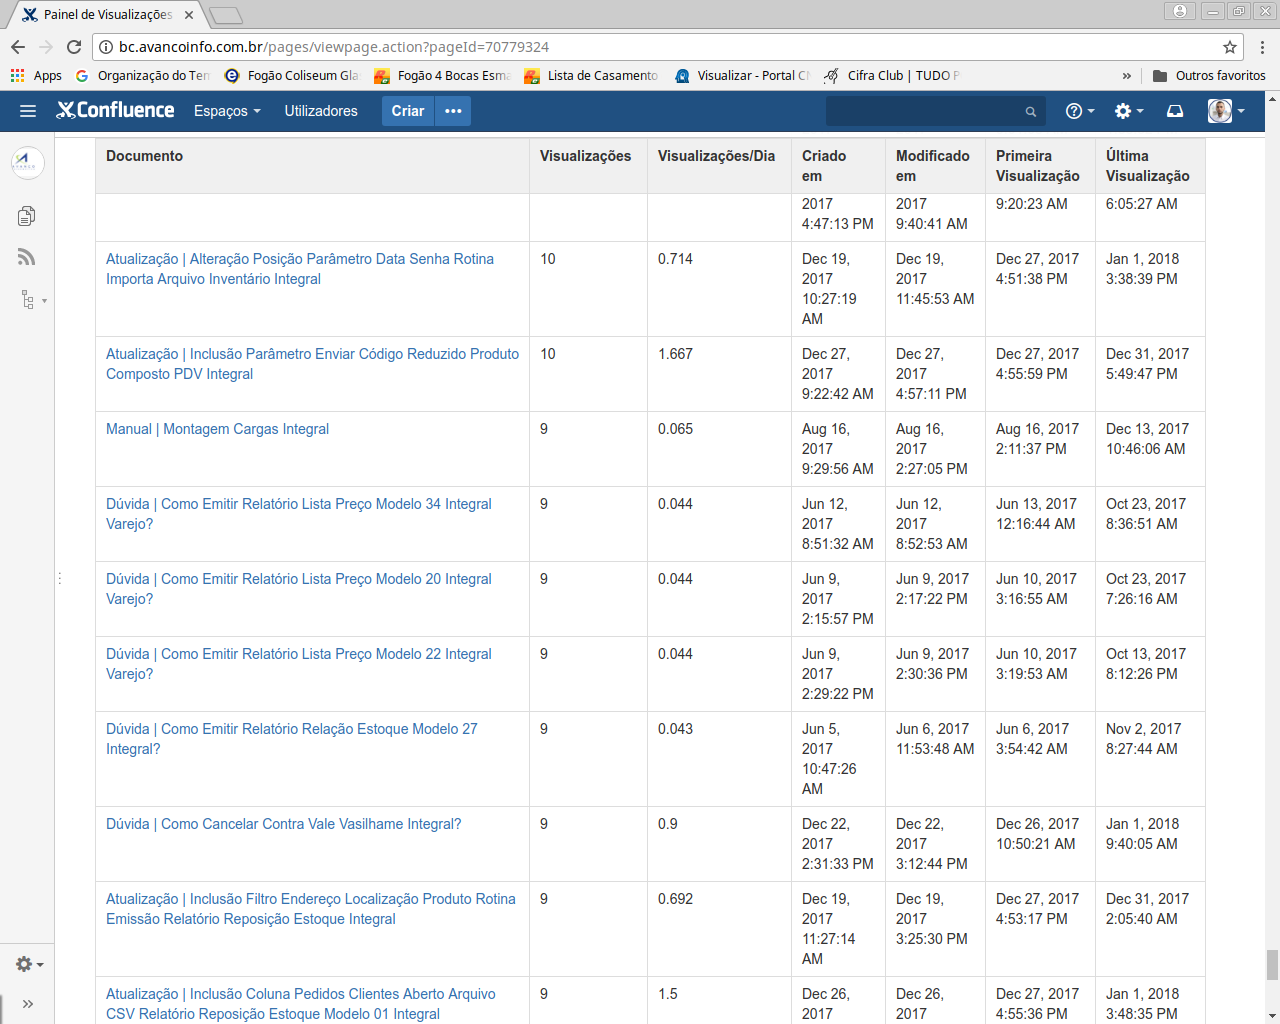 Painel de Visualizações
bc.avancoinfo.com.br/pages/viewpage.action?pageId=70779324
Apps Organização do Ter Fogão Coliseum Gla Fogão 4 Bocas Esma Lista de Casamento Visualizar - Portal C Cifra Club | TUDO P » Outros favoritos
Confluence Espaços Utilizadores Criar •••
Documento Visualizações Visualizações/Dia Criado em Modificado em Primeira Visualização Última Visualização
2017 2017 9:20:23 AM 6:05:27 AM
4:47:13 PM 9:40:41 AM
Atualização | Alteração Posição Parâmetro Data Senha Rotina 10 0.714 Dec 19, Dec 19, Dec 27, 2017 Jan 1, 2018
Importa Arquivo Inventário Integral 2017 2017 4:51:38 PM 3:38:39 PM
10:27:19 11:45:53 AM
AM
Atualização | Inclusão Parâmetro Enviar Código Reduzido Produto 10 1.667 Dec 27, Dec 27, Dec 27, 2017 Dec 31, 2017
Composto PDV Integral 2017 2017 4:55:59 PM 5:49:47 PM
9:22:42 AM 4:57:11 PM
Manual | Montagem Cargas Integral 9 0.065 Aug 16, Aug 16, Aug 16, 2017 Dec 13, 2017
2017 2017 2:11:37 PM 10:46:06 AM
9:29:56 AM 2:27:05 PM
Dúvida | Como Emitir Relatório Lista Preço Modelo 34 Integral 9 0.044 Jun 12, Jun 12, Jun 13, 2017 Oct 23, 2017
Varejo? 2017 2017 12:16:44 AM 8:36:51 AM
8:51:32 AM 8:52:53 AM
Dúvida | Como Emitir Relatório Lista Preço Modelo 20 Integral 9 0.044 Jun 9, Jun 9, 2017 Jun 10, 2017 Oct 23, 2017
Varejo? 2017 2:17:22 PM 3:16:55 AM 7:26:16 AM
2:15:57 PM
Dúvida | Como Emitir Relatório Lista Preço Modelo 22 Integral 9 0.044 Jun 9, Jun 9, 2017 Jun 10, 2017 Oct 13, 2017
Varejo? 2017 2:30:36 PM 3:19:53 AM 8:12:26 PM
2:29:22 PM
Dúvida | Como Emitir Relatório Relação Estoque Modelo 27 9 0.043 Jun 5, Jun 6, 2017 Jun 6, 2017 Nov 2, 2017
Integral? 2017 11:53:48 AM 3:54:42 AM 8:27:44 AM
10:47:26
AM
Dúvida | Como Cancelar Contra Vale Vasilhame Integral? 9 0.9 Dec 22, Dec 22, Dec 26, 2017 Jan 1, 2018
2017 2017 10:50:21 AM 9:40:05 AM
2:31:33 PM 3:12:44 PM
Atualização | Inclusão Filtro Endereço Localização Produto Rotina 9 0.692 Dec 19, Dec 19, Dec 27, 2017 Dec 31, 2017
Emissão Relatório Reposição Estoque Integral 2017 2017 4:53:17 PM 2:05:40 AM
11:27:14 3:25:30 PM
AM
Atualização | Inclusão Coluna Pedidos Clientes Aberto Arquivo 9 1.5 Dec 26, Dec 26, Dec 27, 2017 Jan 1, 2018
CSV Relatório Reposição Estoque Modelo 01 Integral 2017 2017 4:55:36 PM 3:48:35 PM